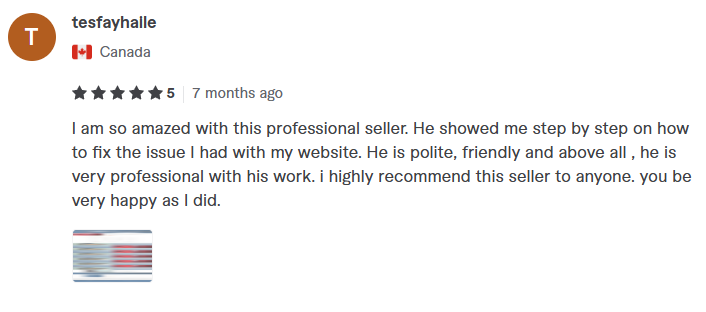 T
tesfayhalle
Canada
5 7 months ago
I am so amazed with this professional seller. He showed me step by step on how
to fix the issue I had with my website. He is polite, friendly and above all , he is
very professional with his work. i highly recommend this seller to anyone. you be
very happy as I did.